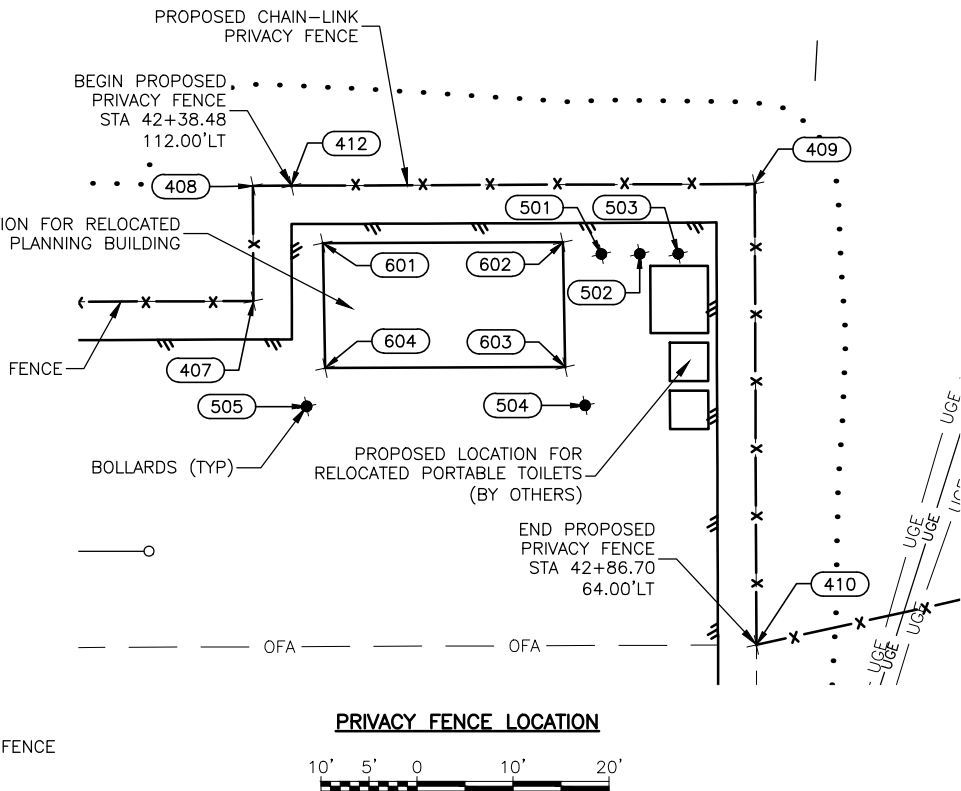 PROPOSED CHAIN-LINK
PRIVACY FENCE
BEGIN PROPOSED
PRIVACY FENCE
STA 42+38.48
112.00'LT
412
409
408
501
503
TION FOR RELOCATED
PLANNING BUILDING
601
602
502
604
603
FENCE
407
505
504
BOLLARDS (TYP)
PROPOSED LOCATION FOR
RELOCATED PORTABLE TOILETS
(BY OTHERS)
END PROPOSED
PRIVACY FENCE
STA 42+86.70
64.00'LT
410
UGE
UGE
UGE
UGE
UGE
UGE
UGE
OFA
OFA
PRIVACY FENCE LOCATION
FENCE
10' 5' 0 10' 20'